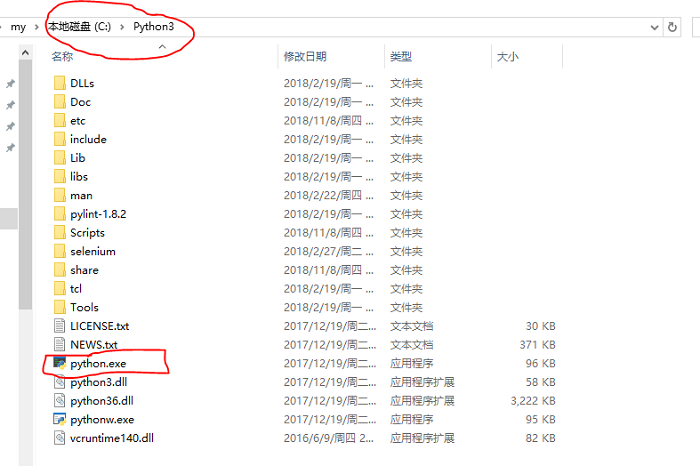 my 本地磁盘 (C:) Python3
名称 修改日期 类型 大小
DLLs 2018/2/19/周一 ... 文件夹
Doc 2018/2/19/周一 ... 文件夹
etc 2018/11/8/周四 ... 文件夹
include 2018/2/19/周一 ... 文件夹
Lib 2018/2/19/周一 ... 文件夹
libs 2018/2/19/周一 ... 文件夹
man 2018/2/22/周四 ... 文件夹
pylint-1.8.2 2018/2/19/周一 ... 文件夹
Scripts 2018/11/8/周四 ... 文件夹
selenium 2018/2/27/周二 ... 文件夹
share 2018/11/8/周四 ... 文件夹
tcl 2018/2/19/周一 ... 文件夹
Tools 2018/2/19/周一 ... 文件夹
LICENSE.txt 2017/12/19/周二... 文本文档 30 KB
NEWS.txt 2017/12/19/周二... 文本文档 371 KB
python.exe 2017/12/19/周二... 应用程序 96 KB
python3.dll 2017/12/19/周二... 应用程序扩展 58 KB
python36.dll 2017/12/19/周二... 应用程序扩展 3,222 KB
pythonw.exe 2017/12/19/周二... 应用程序 95 KB
vcruntime140.dll 2016/6/9/周四 2... 应用程序扩展 82 KB